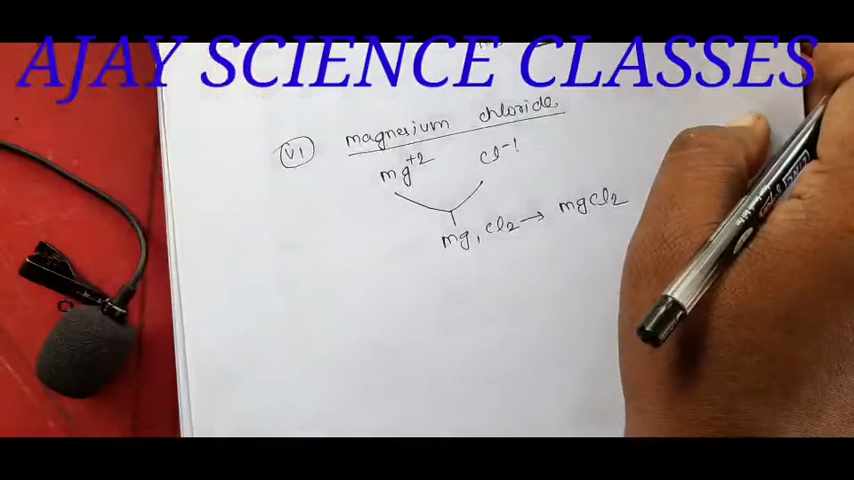 AJAY SCIENCE CLASSES
VI magnesium chloride
mg+2 cl-1
mg1 cl2 → mgcl2